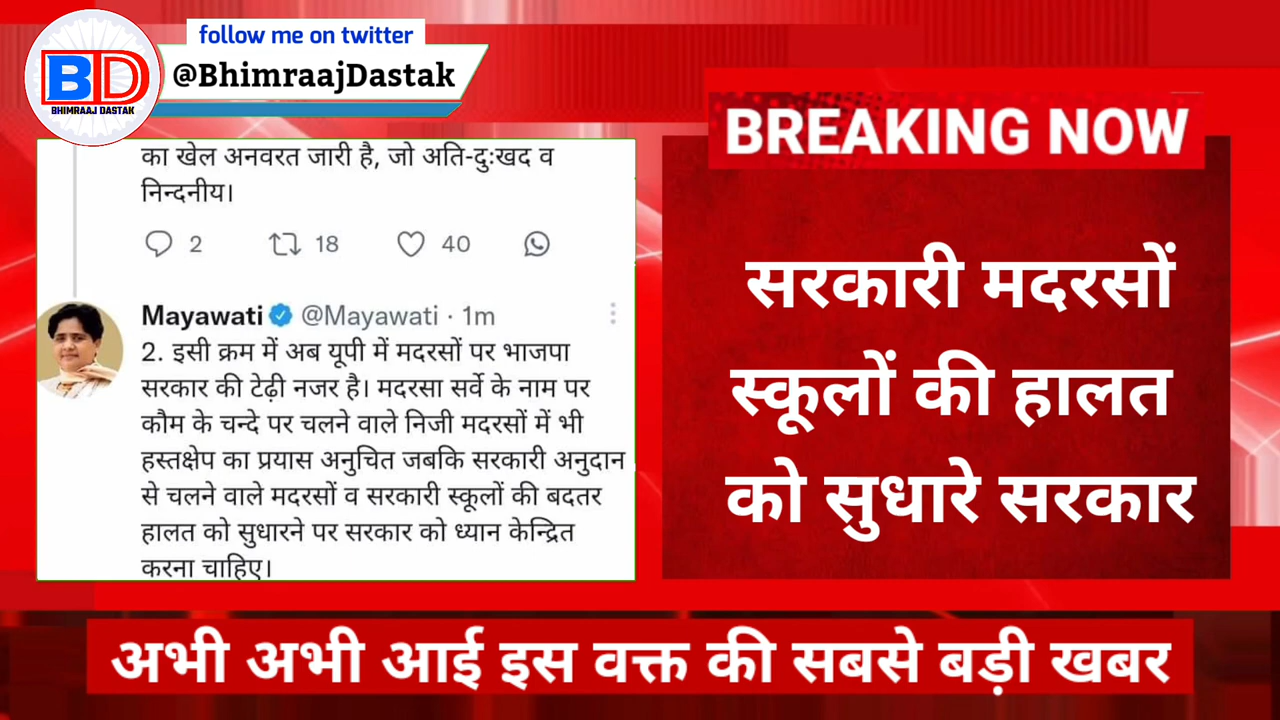 BD
BHIMRAAJ DASTAK
follow me on twitter
@BhimraajDastak
का खेल अनवरत जारी है, जो अति-दुःखद व
निन्दनीय।
2 18 40
Mayawati @Mayawati · 1m
2. इसी क्रम में अब यूपी में मदरसों पर भाजपा
सरकार की टेढ़ी नजर है। मदरसा सर्वे के नाम पर
कौम के चन्दे पर चलने वाले निजी मदरसों में भी
हस्तक्षेप का प्रयास अनुचित जबकि सरकारी अनुदान
से चलने वाले मदरसों व सरकारी स्कूलों की बदतर
हालत को सुधारने पर सरकार को ध्यान केन्द्रित
करना चाहिए।
BREAKING NOW
सरकारी मदरसों
स्कूलों की हालत
को सुधारे सरकार
अभी अभी आई इस वक्त की सबसे बड़ी खबर